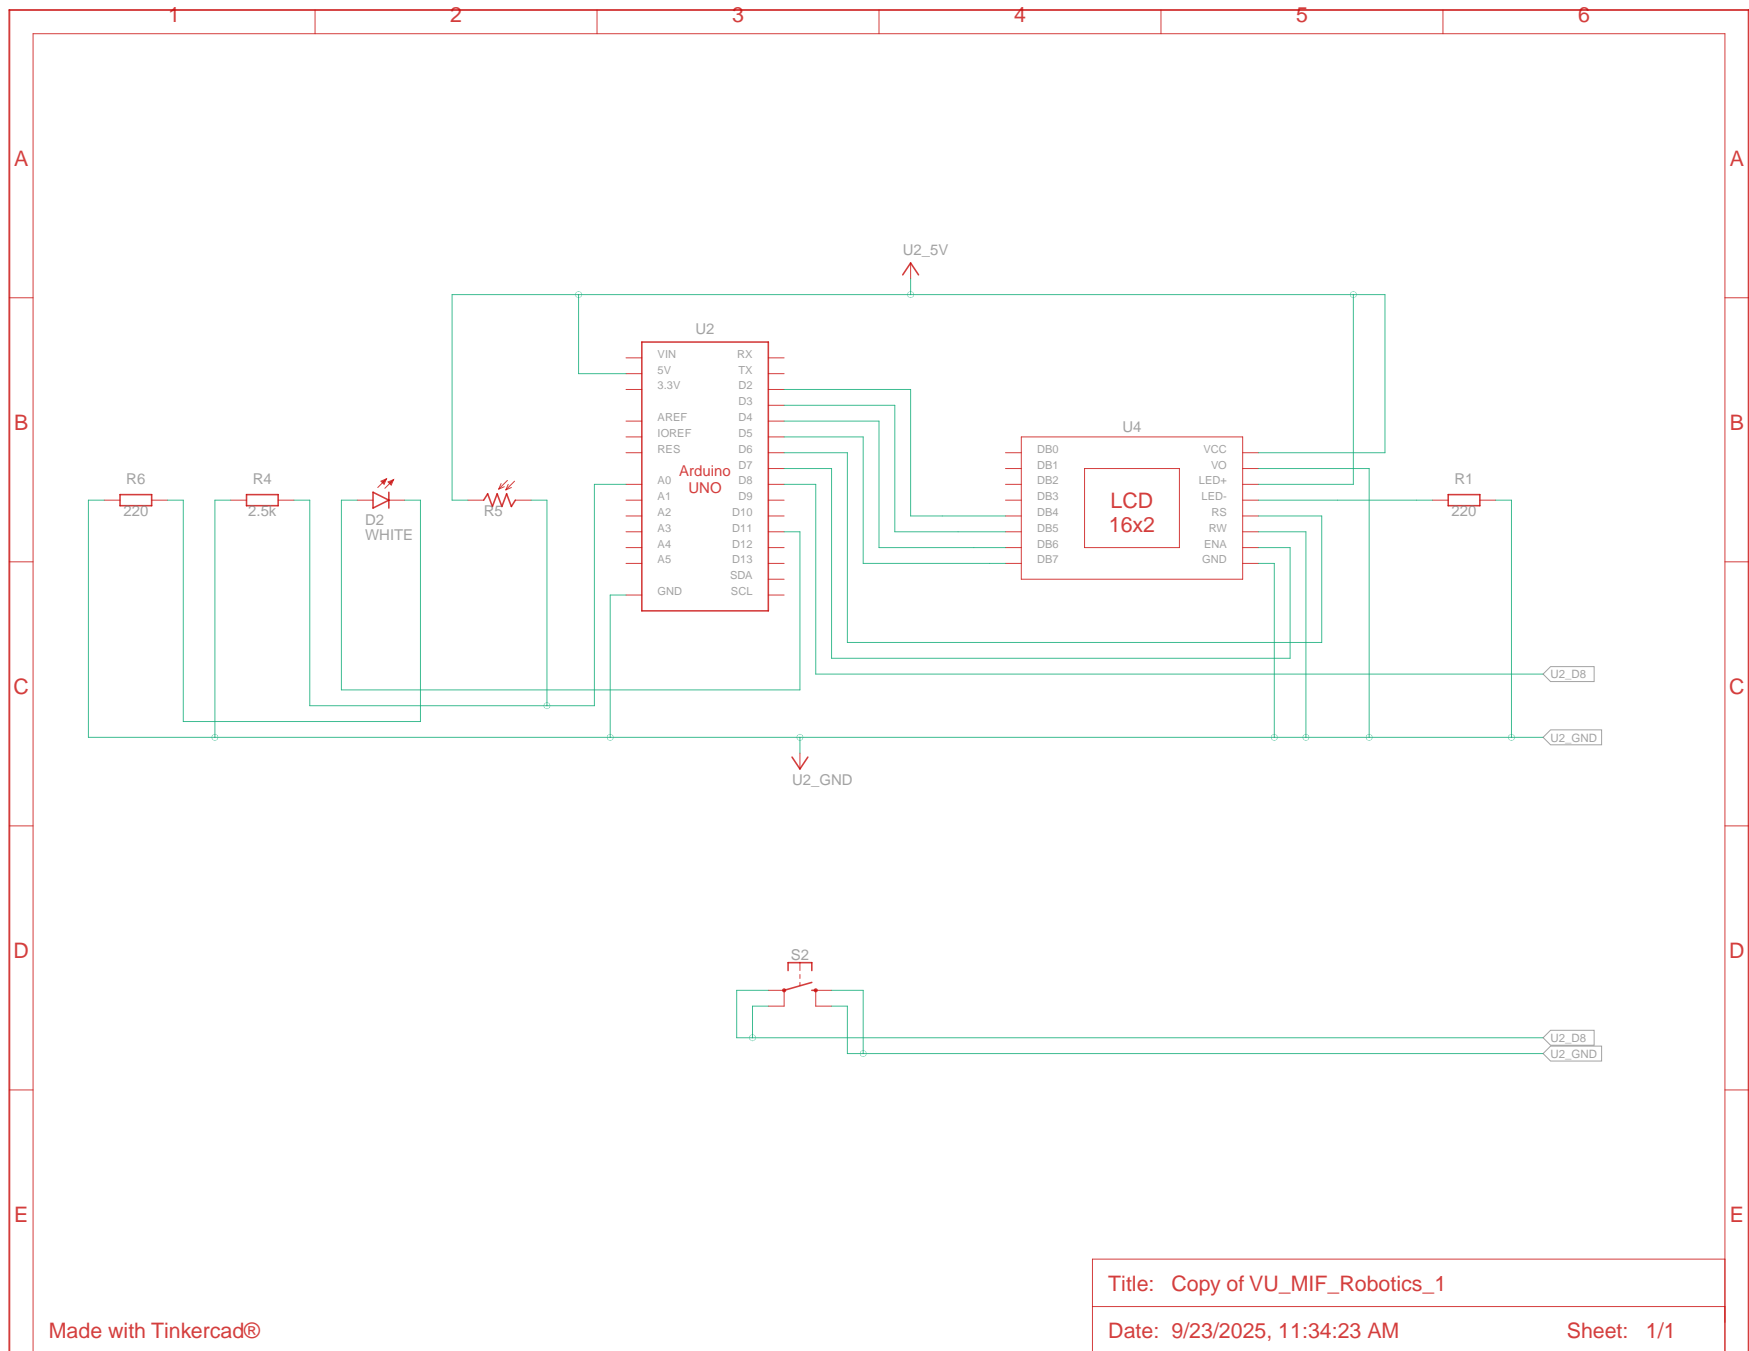 1 2 3 4 5 6
A A
U2_5V
U2
VIN RX
5V TX
3.3V D2
D3
B AREF D4 B
IOREF D5
RES D6
D7
A0 D8
A1 D9
A2 D10
A3 D11
A4 D12
A5 D13
SDA
GND SCL
Arduino
UNO
U4
DB0 VCC
DB1 VO
DB2 LED+
DB3 LED-
DB4 RS
DB5 RW
DB6 ENA
DB7 GND
LCD
16x2
R6
220
R4
2.5k
D2
WHITE
R5
R1
220
C C
U2_D8
U2_GND
U2_GND
D D
S2
U2_D8
U2_GND
E E
Title: Copy of VU_MIF_Robotics_1
Made with Tinkercad®
Date: 9/23/2025, 11:34:23 AM Sheet: 1/1